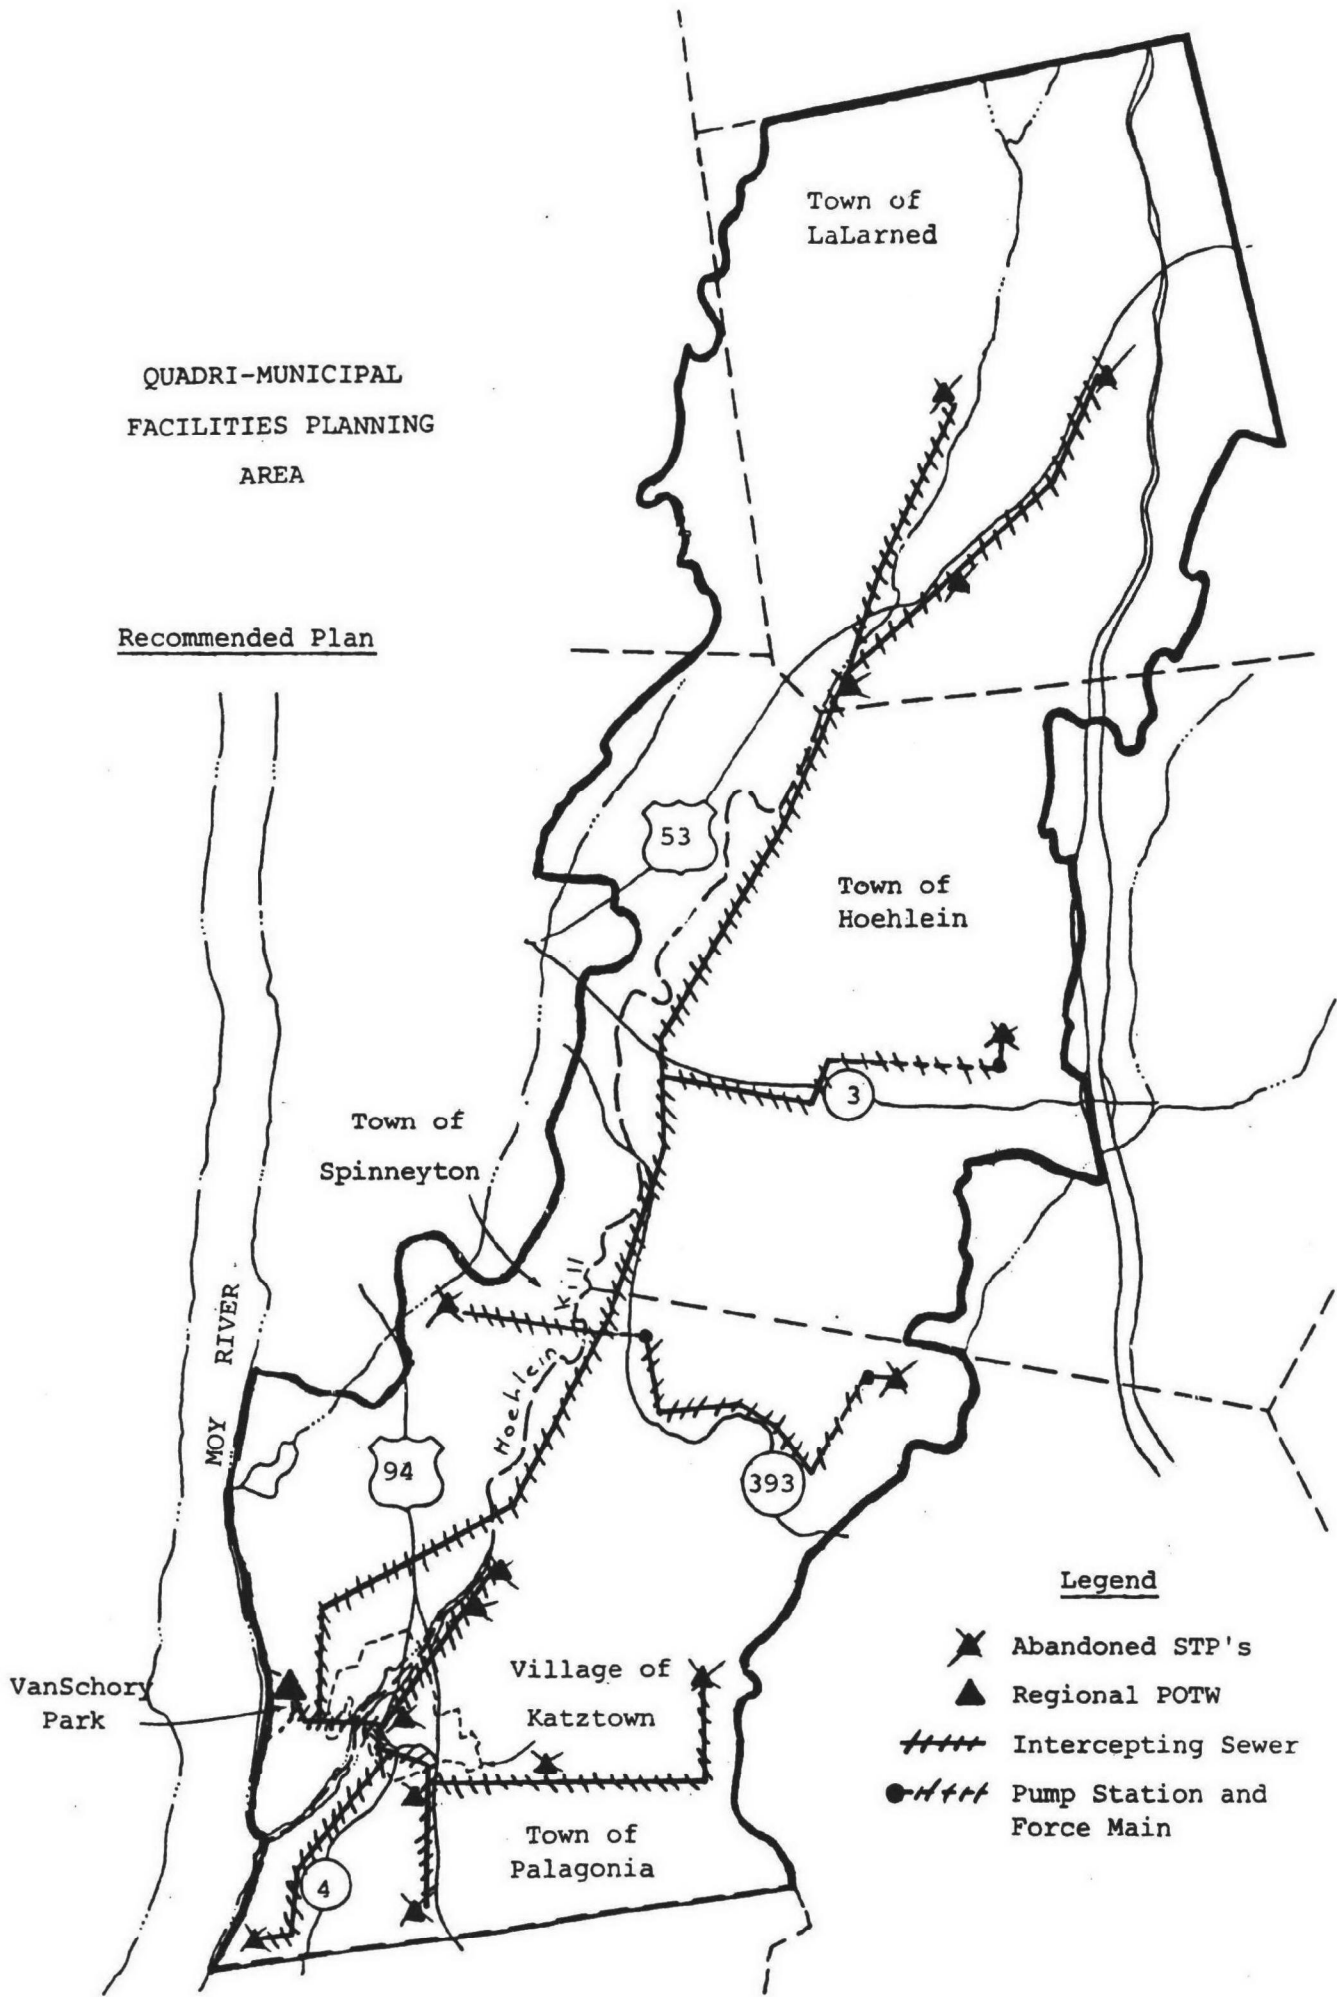 Town of
LaLarned
QUADRI-MUNICIPAL
FACILITIES PLANNING
AREA
Recommended Plan
53
Town of
Hoehlein
3
Town of
Spinneyton
MOY RIVER
Hoehlein Kill
94
393
Legend
Abandoned STP's
Regional POTW
Intercepting Sewer
Pump Station and
Force Main
VanSchory
Park
Village of
Katztown
Town of
Palagonia
4